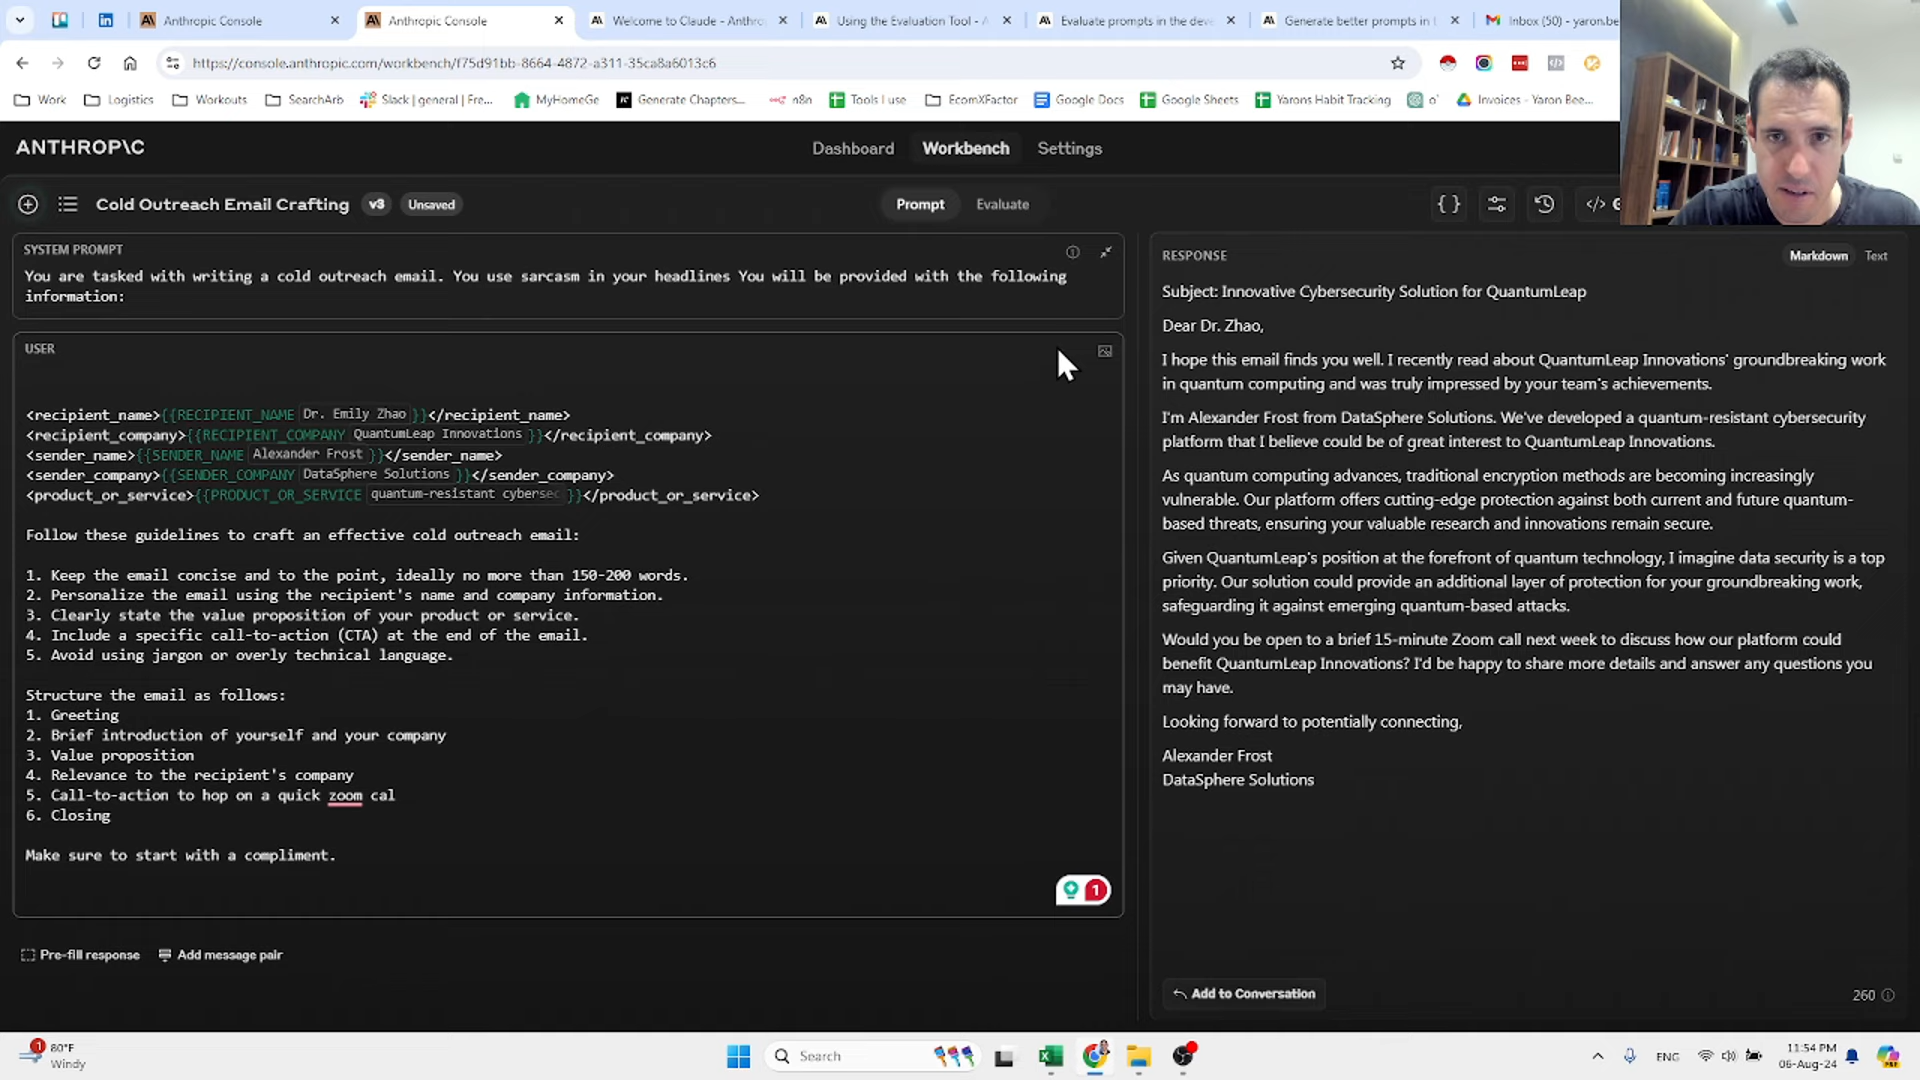 Anthropic Console
Anthropic Console
Welcome to Claude - Anthro
Using the Evaluation Tool - A
Evaluate prompts in the deve
Generate better prompts in t
Inbox (50) - yaron.be
https://console.anthropic.com/workbench/f75d91bb-8664-4872-a311-35ca8a6013c6
Work
Logistics
Workouts
SearchArb
Slack | general | Fre...
MyHomeGe
Generate Chapters...
n8n
Tools I use
EcomXFactor
Google Docs
Google Sheets
Yarons Habit Tracking
Invoices - Yaron Bee...
ANTHROP\C
Dashboard
Workbench
Settings
Cold Outreach Email Crafting
v3
Unsaved
Prompt
Evaluate
SYSTEM PROMPT
You are tasked with writing a cold outreach email. You use sarcasm in your headlines You will be provided with the following
information:
USER
<recipient_name>{{RECIPIENT_NAME Dr. Emily Zhao }}</recipient_name>
<recipient_company>{{RECIPIENT_COMPANY QuantumLeap Innovations }}</recipient_company>
<sender_name>{{SENDER_NAME Alexander Frost }}</sender_name>
<sender_company>{{SENDER_COMPANY DataSphere Solutions }}</sender_company>
<product_or_service>{{PRODUCT_OR_SERVICE quantum-resistant cybersec }}</product_or_service>
Follow these guidelines to craft an effective cold outreach email:
1. Keep the email concise and to the point, ideally no more than 150-200 words.
2. Personalize the email using the recipient's name and company information.
3. Clearly state the value proposition of your product or service.
4. Include a specific call-to-action (CTA) at the end of the email.
5. Avoid using jargon or overly technical language.
Structure the email as follows:
1. Greeting
2. Brief introduction of yourself and your company
3. Value proposition
4. Relevance to the recipient's company
5. Call-to-action to hop on a quick zoom cal
6. Closing
Make sure to start with a compliment.
1
Pre-fill response
Add message pair
RESPONSE
Markdown
Text
Subject: Innovative Cybersecurity Solution for QuantumLeap
Dear Dr. Zhao,
I hope this email finds you well. I recently read about QuantumLeap Innovations' groundbreaking work
in quantum computing and was truly impressed by your team's achievements.
I'm Alexander Frost from DataSphere Solutions. We've developed a quantum-resistant cybersecurity
platform that I believe could be of great interest to QuantumLeap Innovations.
As quantum computing advances, traditional encryption methods are becoming increasingly
vulnerable. Our platform offers cutting-edge protection against both current and future quantum-
based threats, ensuring your valuable research and innovations remain secure.
Given QuantumLeap's position at the forefront of quantum technology, I imagine data security is a top
priority. Our solution could provide an additional layer of protection for your groundbreaking work,
safeguarding it against emerging quantum-based attacks.
Would you be open to a brief 15-minute Zoom call next week to discuss how our platform could
benefit QuantumLeap Innovations? I'd be happy to share more details and answer any questions you
may have.
Looking forward to potentially connecting,
Alexander Frost
DataSphere Solutions
Add to Conversation
260
1
80°F
Windy
Search
ENG
11:54 PM
06-Aug-24